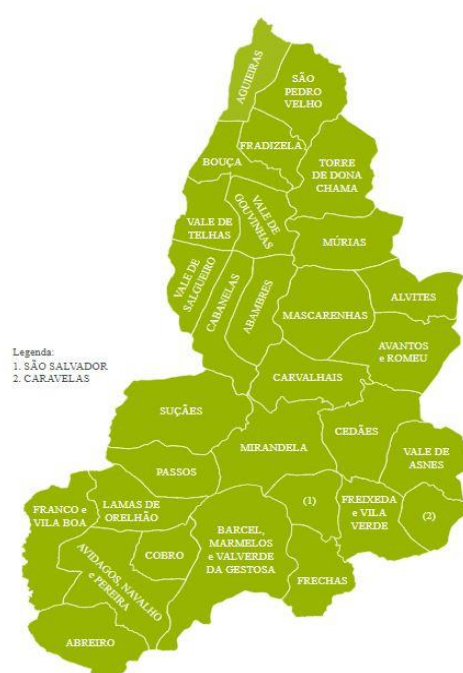 AGUIEIRAS
SÃO
PEDRO
VELHO
FRADIZELA
BOUÇA
TORRE
DE DONA
CHAMA
VALE DE
GOUVINHAS
VALE DE
TELHAS
MÚRIAS
VALE DE
SALGUEIRO
CABANELAS
ABAMBRES
MASCARENHAS
ALVITES
AVANTOS
e ROMEU
Legenda:
1. SÃO SALVADOR
2. CARAVELAS
CARVALHAIS
SUÇÃES
MIRANDELA
CEDÃES
VALE DE
ASNES
PASSOS
FRANCO e
VILA BOA
LAMAS DE
ORELHÃO
(1)
FREIXEDA
e VILA
VERDE
(2)
BARCEL,
MARMELOS
e VALVERDE
DA GESTOSA
COBRO
AVIDAGOS, NAVALHO
e PEREIRA
FRECHAS
ABREIRO